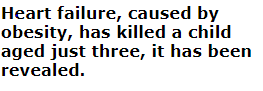 Heart failure, caused by
obesity, has killed a child
aged just three, it has been
revealed.